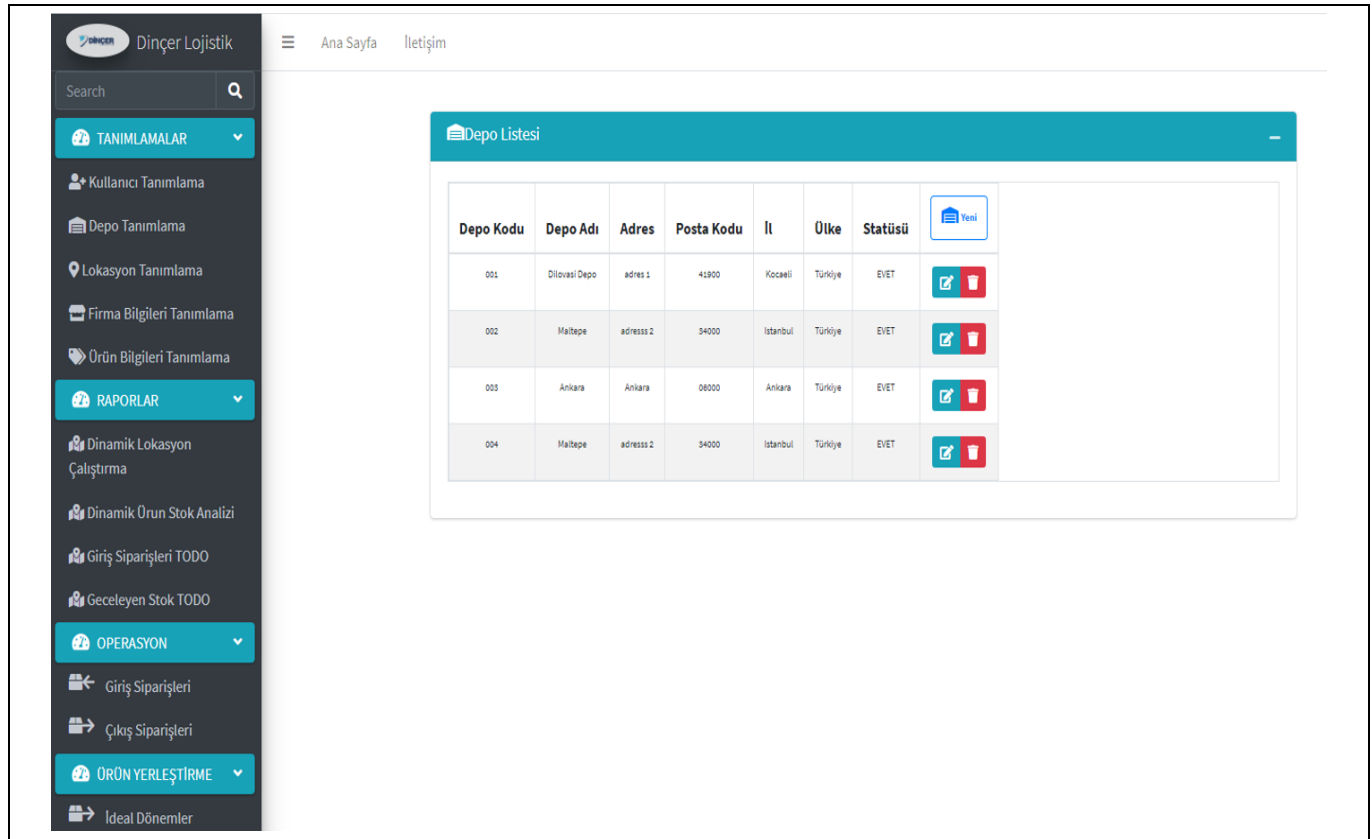 DİNÇER Dinçer Lojistik
Ana Sayfa İletişim
Search
TANIMLAMALAR
Kullanıcı Tanımlama
Depo Tanımlama
Lokasyon Tanımlama
Firma Bilgileri Tanımlama
Ürün Bilgileri Tanımlama
RAPORLAR
Dinamik Lokasyon
Çalıştırma
Dinamik Ürun Stok Analizi
Giriş Siparişleri TODO
Geceleyen Stok TODO
OPERASYON
Giriş Siparişleri
Çıkış Siparişleri
ÜRÜN YERLEŞTİRME
İdeal Dönemler
Depo Listesi
Depo Kodu Depo Adı Adres Posta Kodu İl Ülke Statüsü Yeni
001 Dilovasi Depo adres 1 41900 Kocaeli Türkiye EVET
002 Maltepe adresss 2 34000 Istanbul Türkiye EVET
003 Ankara Ankara 06000 Ankara Türkiye EVET
004 Maltepe adresss 2 34000 Istanbul Türkiye EVET